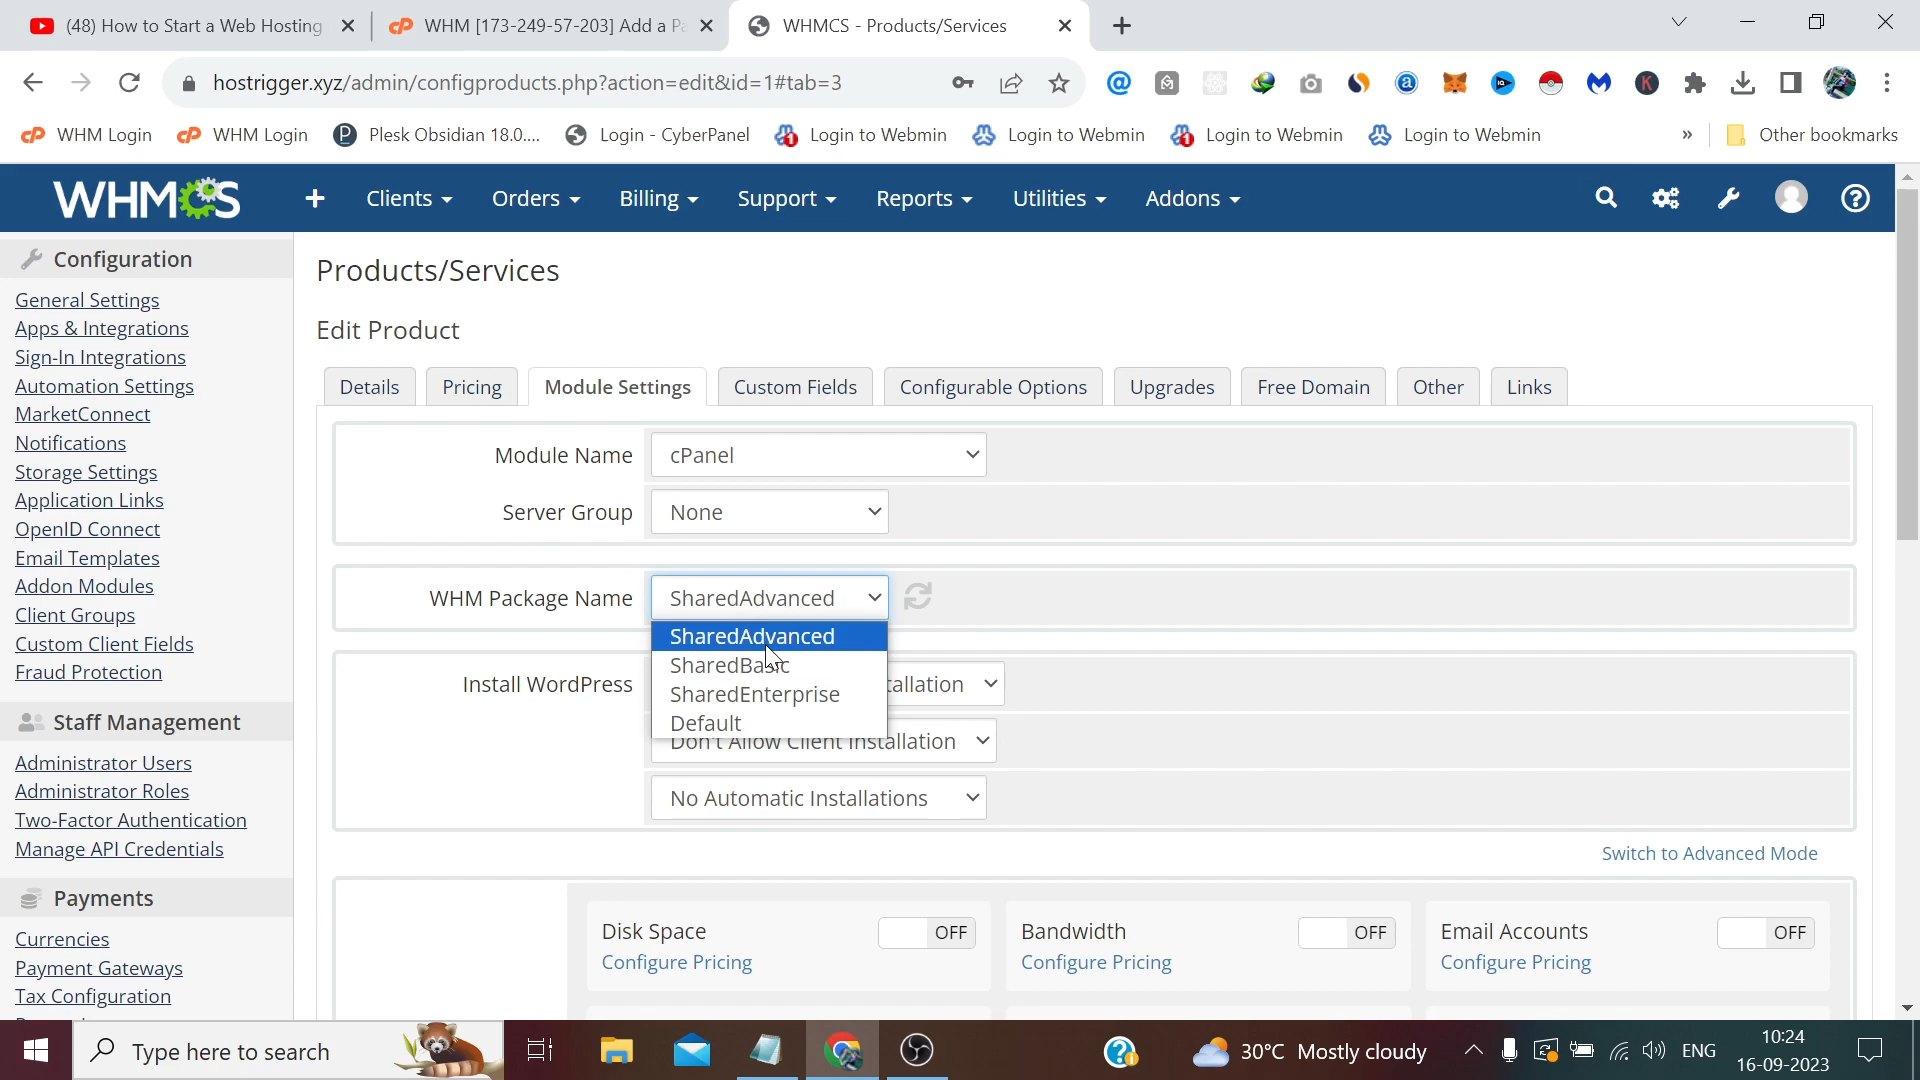 (48) How to Start a Web Hosting
WHM [173-249-57-203] Add a Pa
WHMCS - Products/Services
hostrigger.xyz/admin/configproducts.php?action=edit&id=1#tab=3
WHM Login
WHM Login
Plesk Obsidian 18.0....
Login - CyberPanel
Login to Webmin
Login to Webmin
Login to Webmin
Login to Webmin
»
Other bookmarks
WHMCS
Clients
Orders
Billing
Support
Reports
Utilities
Addons
Configuration
General Settings
Apps & Integrations
Sign-In Integrations
Automation Settings
MarketConnect
Notifications
Storage Settings
Application Links
OpenID Connect
Email Templates
Addon Modules
Client Groups
Custom Client Fields
Fraud Protection
Staff Management
Administrator Users
Administrator Roles
Two-Factor Authentication
Manage API Credentials
Payments
Currencies
Payment Gateways
Tax Configuration
Products/Services
Edit Product
Details
Pricing
Module Settings
Custom Fields
Configurable Options
Upgrades
Free Domain
Other
Links
Module Name
cPanel
Server Group
None
WHM Package Name
SharedAdvanced
SharedAdvanced
SharedBasic
SharedEnterprise
Default
Install WordPress
tallation
Don't Allow Client Installation
No Automatic Installations
Switch to Advanced Mode
Disk Space
OFF
Configure Pricing
Bandwidth
OFF
Configure Pricing
Email Accounts
OFF
Configure Pricing
Type here to search
30°C Mostly cloudy
ENG
10:24
16-09-2023